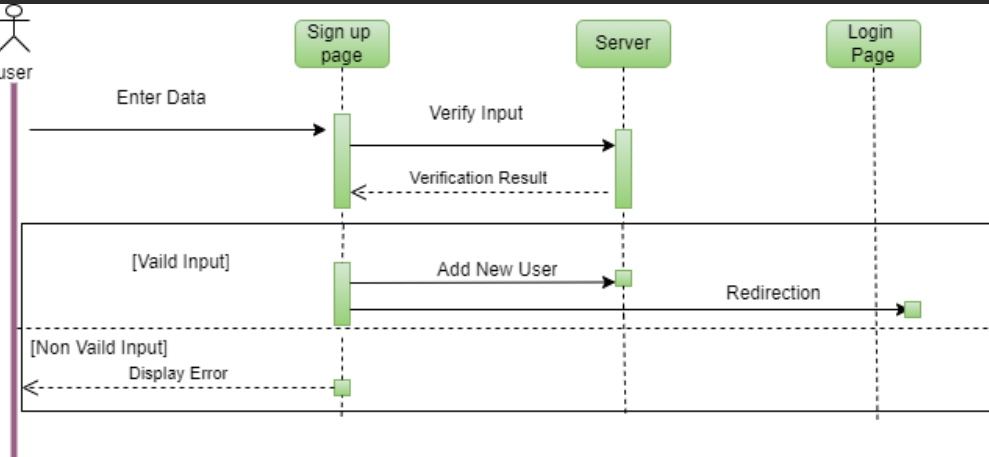 Sign up
page
Server
Login
Page
user
Enter Data
Verify Input
Verification Result
[Vaild Input]
Add New User
Redirection
[Non Vaild Input]
Display Error